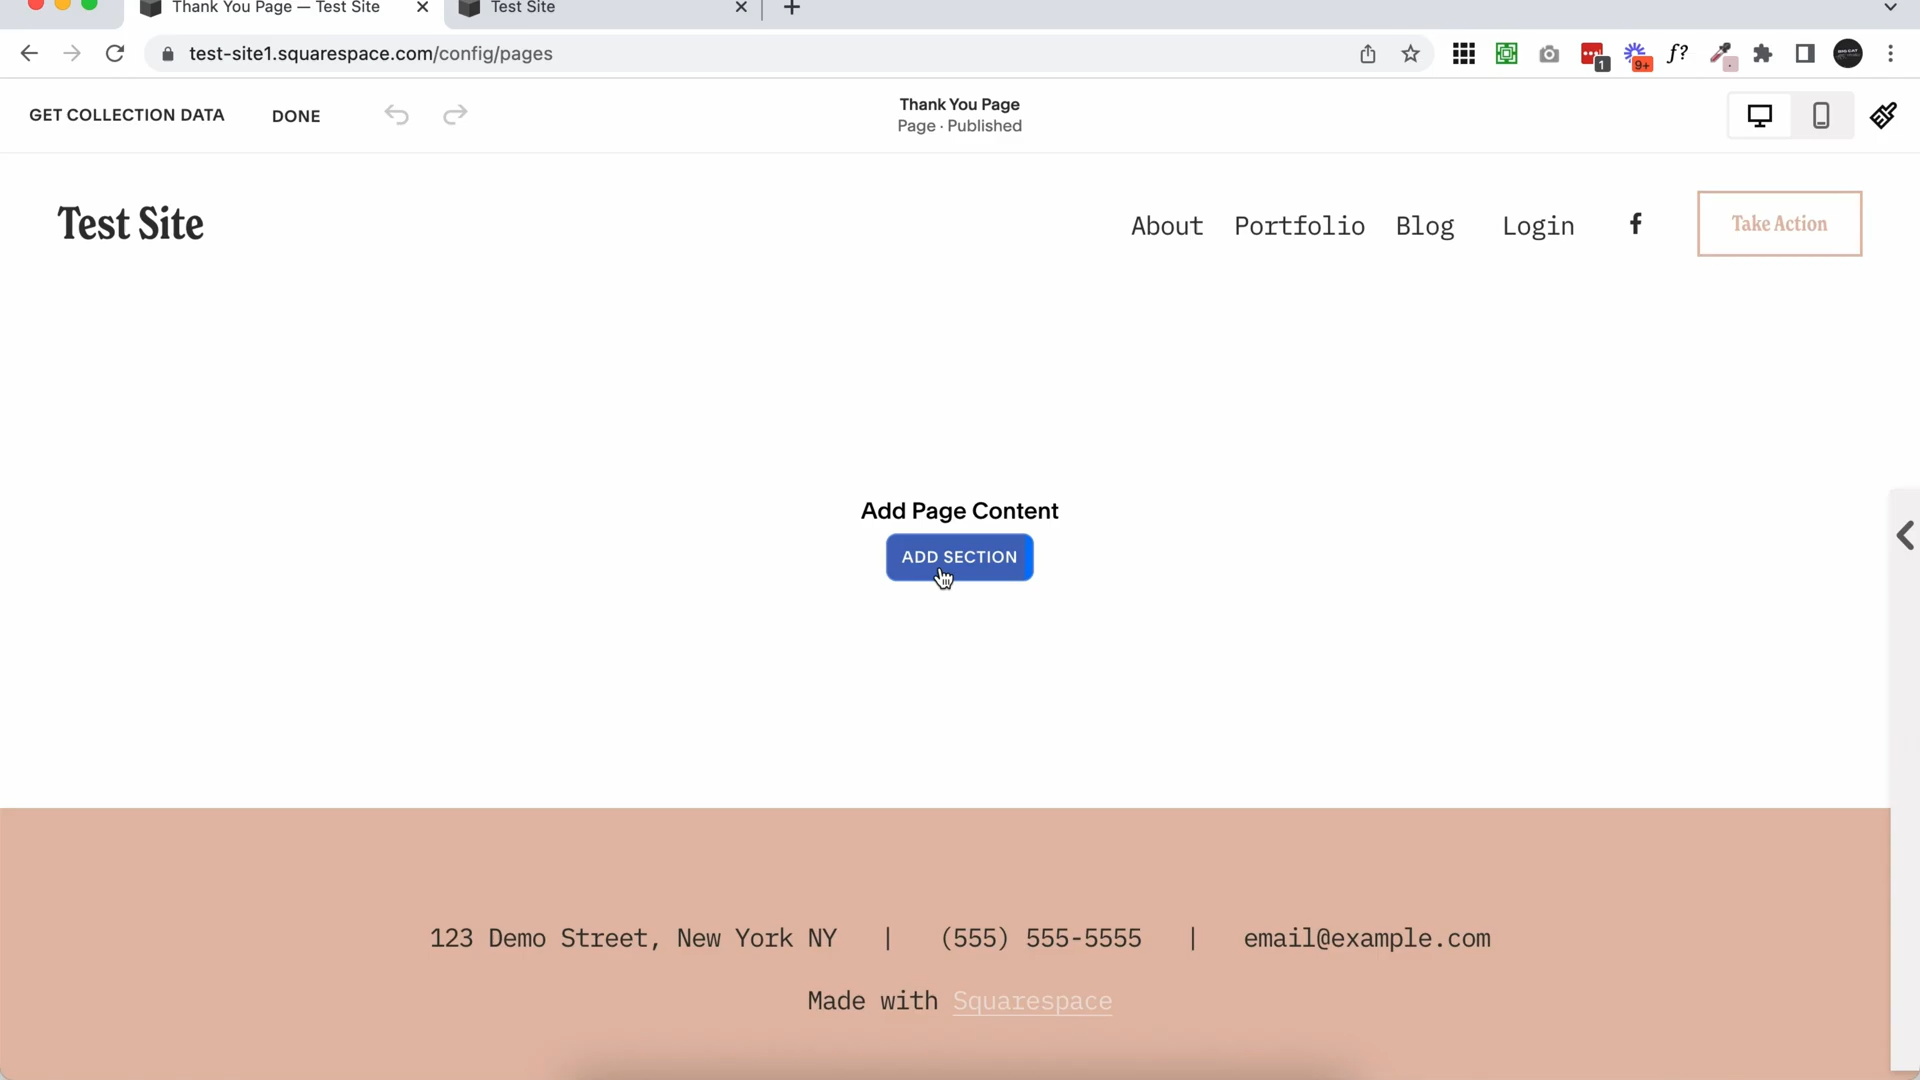 Thank You Page — Test Site
Test Site
test-site1.squarespace.com/config/pages
1
9+
f?
GET COLLECTION DATA
DONE
Thank You Page
Page · Published
Test Site
About
Portfolio
Blog
Login
Take Action
Add Page Content
ADD SECTION
123 Demo Street, New York NY | (555) 555-5555 | email@example.com
Made with Squarespace